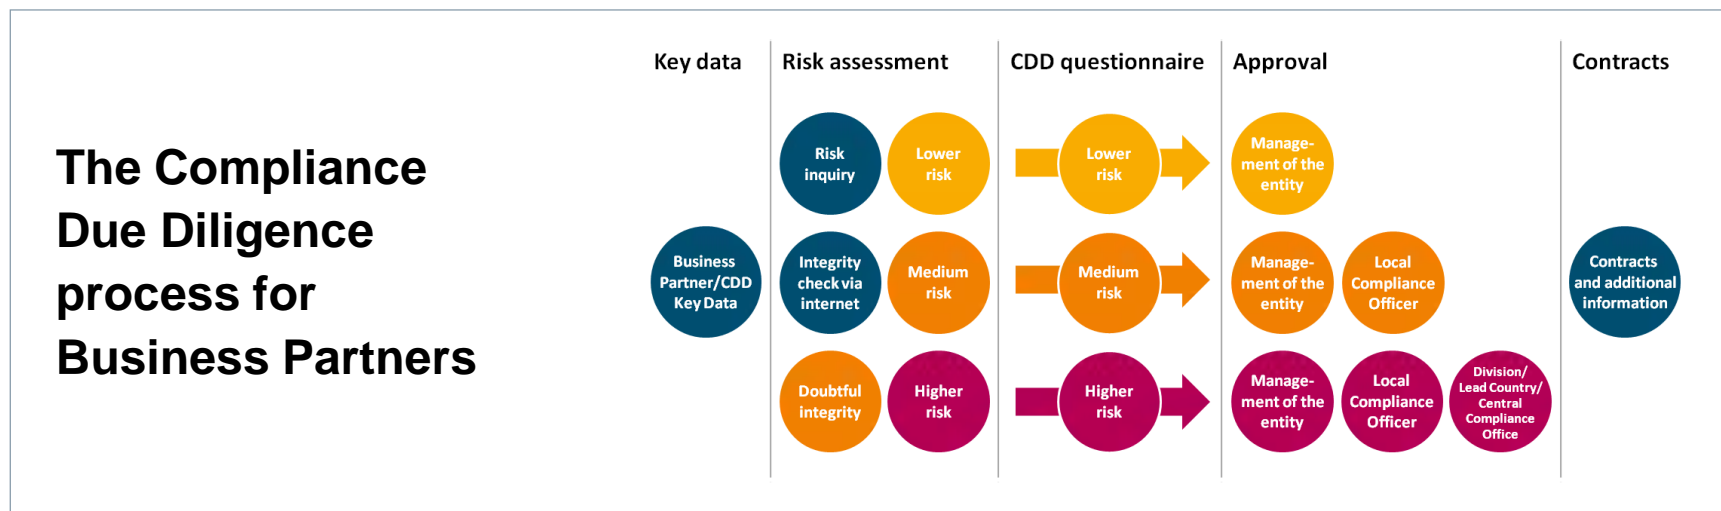 The Compliance
Due Diligence
process for
Business Partners
Key data
Risk assessment
CDD questionnaire
Approval
Contracts
Business
Partner/CDD
Key Data
Risk
inquiry
Lower
risk
Lower
risk
Manage-
ment of the
entity
Integrity
check via
internet
Medium
risk
Medium
risk
Manage-
ment of the
entity
Local
Compliance
Officer
Doubtful
integrity
Higher
risk
Higher
risk
Manage-
ment of the
entity
Local
Compliance
Officer
Division/
Lead Country/
Central
Compliance
Office
Contracts
and additional
information